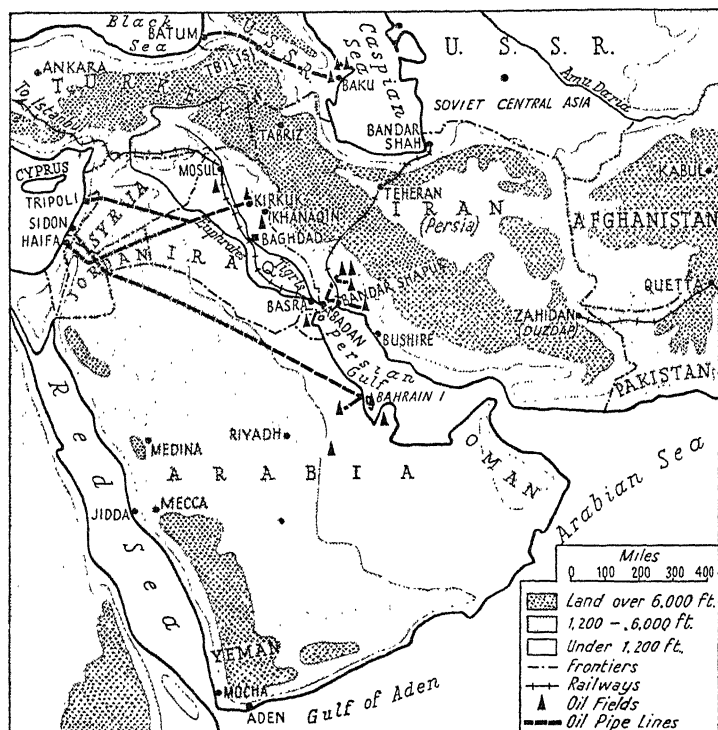 Black Sea
BATUM
U. S. S. R.
TBILISI
BAKU
Caspian Sea
U. S. S. R.
Amu Daria
SOVIET CENTRAL ASIA
ANKARA
TURKEY
TABRIZ
BANDAR SHAH
CYPRUS
MOSUL
TEHERAN
KABUL
TRIPOLI
KIRKUK
KHANAQIN
IRAN
(Persia)
AFGHANISTAN
SIDON
SYRIA
HAIFA
Euphrates
BAGHDAD
Tigris
JORDAN
IRAQ
QUETTA
BASRA
BANDAR SHAPUR
ABADAN
ZAHIDAN
(DUZDAP)
BUSHIRE
Persian Gulf
PAKISTAN
BAHRAIN I
MEDINA
RIYADH
OMAN
ARABIA
Red Sea
JIDDA
MECCA
Arabian Sea
YEMAN
MOCHA
ADEN
Gulf of Aden
Miles
0 100 200 300 400
Land over 6,000 ft.
1,200 - .6,000 ft.
Under 1,200 ft.
Frontiers
Railways
Oil Fields
Oil Pipe Lines